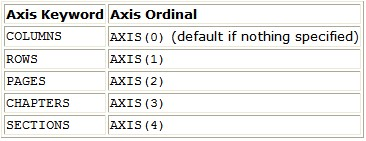 Axis Keyword Axis Ordinal
COLUMNS AXIS(0) (default if nothing specified)
ROWS AXIS(1)
PAGES AXIS(2)
CHAPTERS AXIS(3)
SECTIONS AXIS(4)